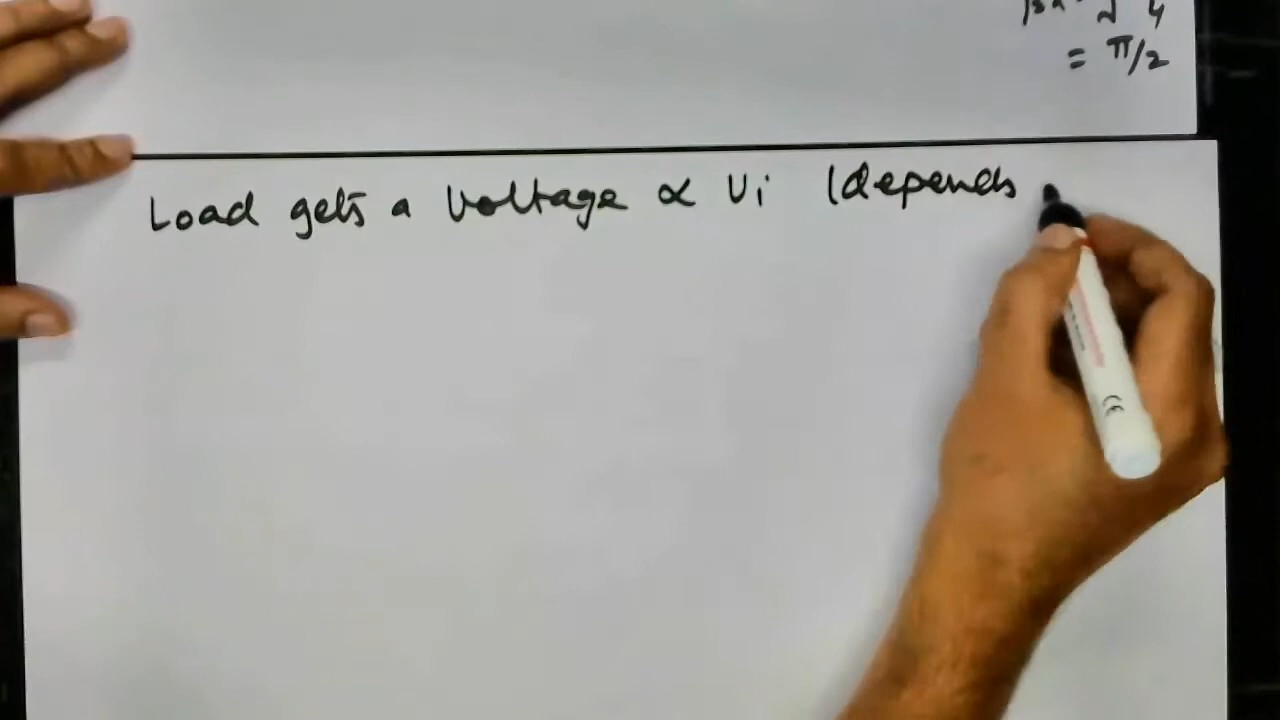 = π/2
Load gets a voltage ∝ Vi (depends